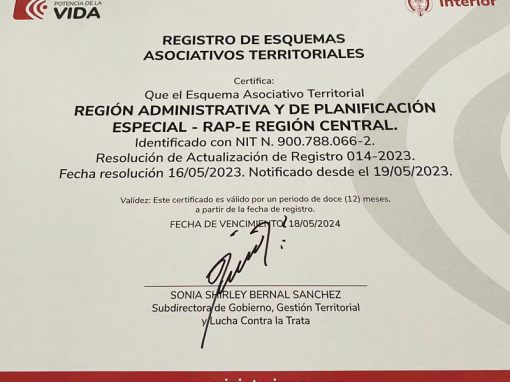 POTENCIA DE LA
VIDA
Interior
REGISTRO DE ESQUEMAS
ASOCIATIVOS TERRITORIALES
Certifica:
Que el Esquema Asociativo Territorial
REGIÓN ADMINISTRATIVA Y DE PLANIFICACIÓN
ESPECIAL - RAP-E REGIÓN CENTRAL.
Identificado con NIT N. 900.788.066-2.
Resolución de Actualización de Registro 014-2023.
Fecha resolución 16/05/2023. Notificado desde el 19/05/2023.
Validez: Este certificado es válido por un periodo de doce (12) meses,
a partir de la fecha de registro.
FECHA DE VENCIMIENTO 18/05/2024
SONIA SHIRLEY BERNAL SANCHEZ
Subdirectora de Gobierno, Gestión Territorial
y Lucha Contra la Trata